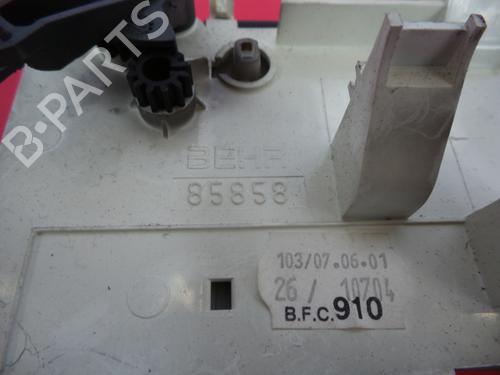 B-PARTS
BEHR
85858
103/07.06.01
26 / 10704
B.F.C.910